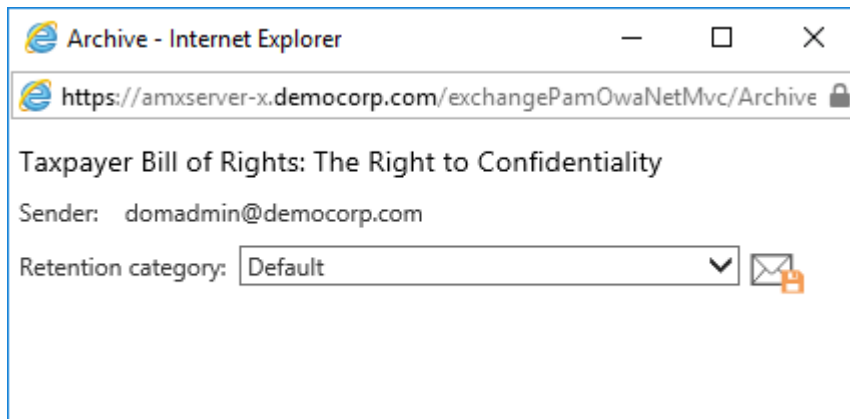 Archive - Internet Explorer
https://amxserver-x.democorp.com/exchangePamOwaNetMvc/Archive
Taxpayer Bill of Rights: The Right to Confidentiality
Sender: domadmin@democorp.com
Retention category: Default